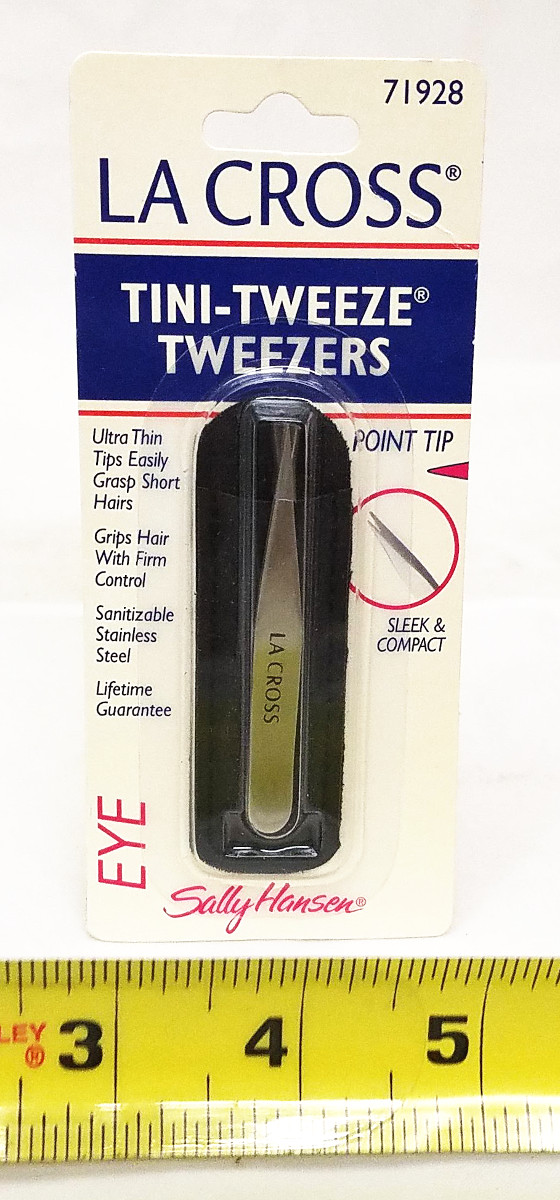 71928
LA CROSS®
TINI-TWEEZE®
TWEEZERS
Ultra Thin
Tips Easily
Grasp Short
Hairs
Grips Hair
With Firm
Control
Sanitizable
Stainless
Steel
Lifetime
Guarantee
POINT TIP
SLEEK &
COMPACT
LA CROSS
EYE
Sally Hansen®
LEY® 3 4 5